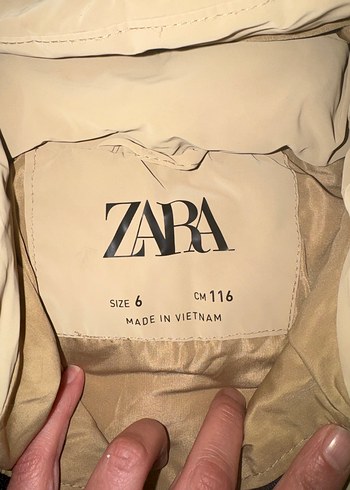 ZARA
SIZE 6 CM 116
MADE IN VIETNAM